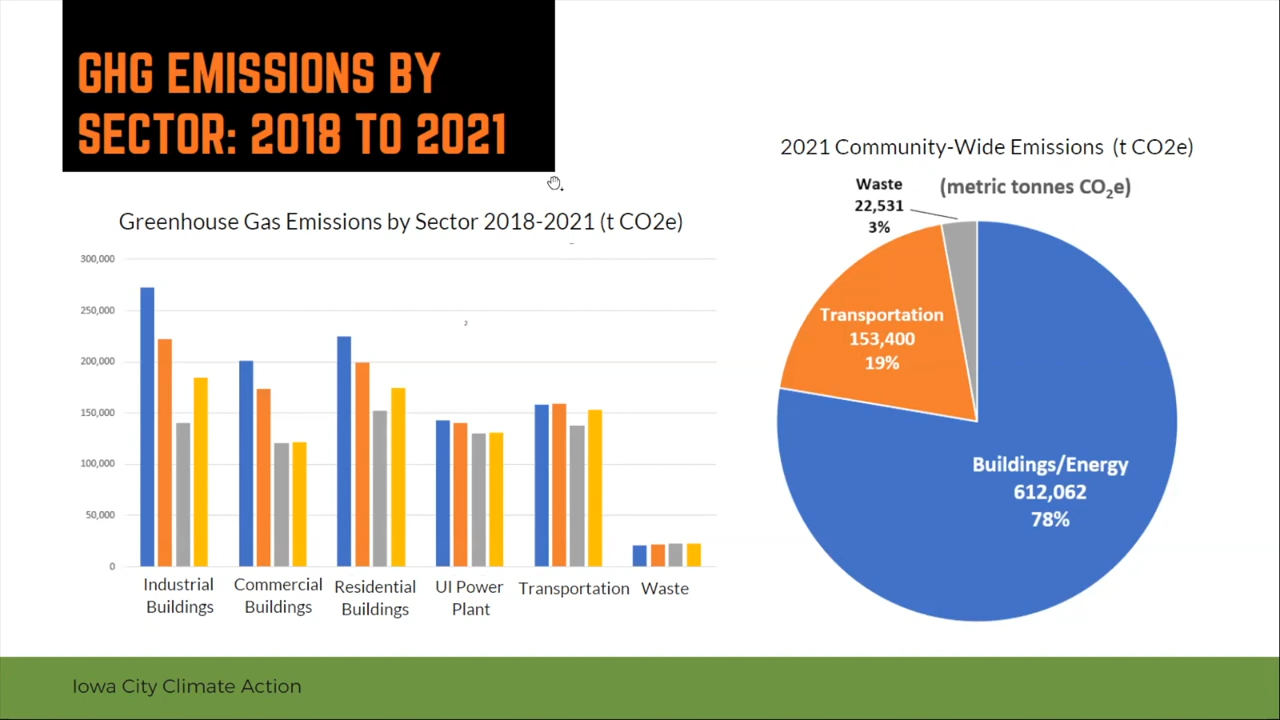 GHG EMISSIONS BY
SECTOR: 2018 TO 2021
Greenhouse Gas Emissions by Sector 2018-2021 (t CO2e)
300,000
250,000
200,000
150,000
100,000
50,000
0
Industrial
Buildings
Commercial
Buildings
Residential
Buildings
UI Power
Plant
Transportation
Waste
2021 Community-Wide Emissions (t CO2e)
(metric tonnes CO₂e)
Waste
22,531
3%
Transportation
153,400
19%
Buildings/Energy
612,062
78%
Iowa City Climate Action